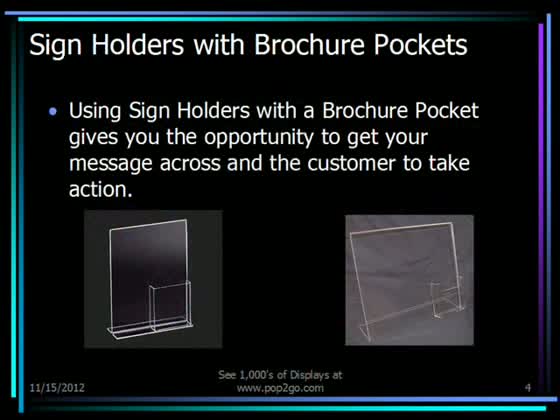 Sign Holders with Brochure Pockets
Using Sign Holders with a Brochure Pocket
gives you the opportunity to get your
message across and the customer to take
action.
See 1,000's of Displays at
11/15/2012 www.pop2go.com 4